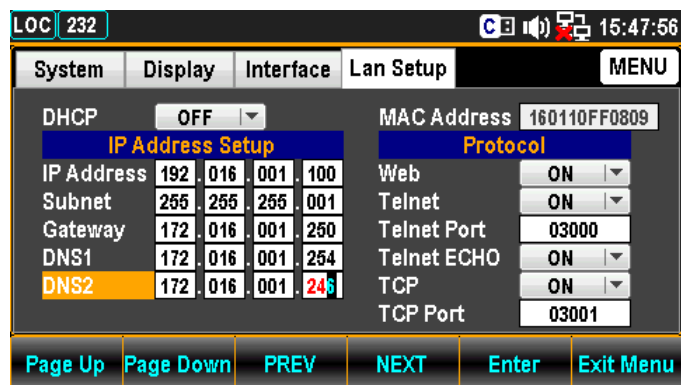 LOC 232 C 15:47:56
System Display Interface Lan Setup MENU
DHCP OFF
IP Address Setup
IP Address 192 . 016 . 001 . 100
Subnet 255 . 255 . 255 . 001
Gateway 172 . 016 . 001 . 250
DNS1 172 . 016 . 001 . 254
DNS2 172 . 016 . 001 . 246
MAC Address 160110FF0809
Protocol
Web ON
Telnet ON
Telnet Port 03000
Telnet ECHO ON
TCP ON
TCP Port 03001
Page Up Page Down PREV NEXT Enter Exit Menu